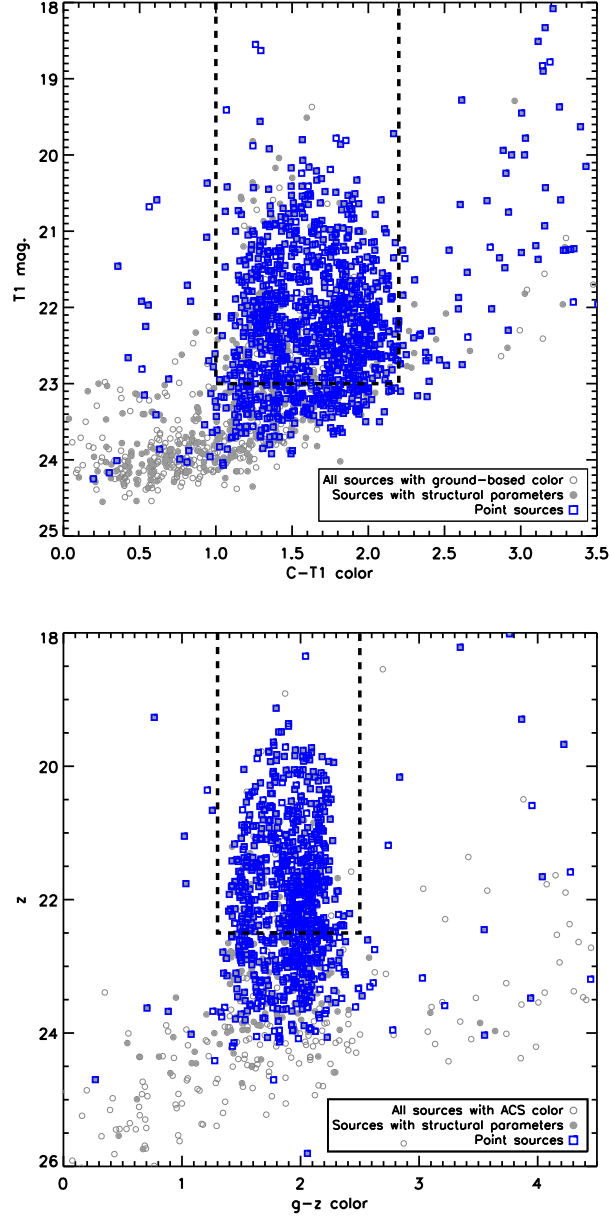 18
19
20
21
22
23
24
25
T1 mag.
0.0 0.5 1.0 1.5 2.0 2.5 3.0 3.5
C-T1 color
All sources with ground-based color
Sources with structural parameters
Point sources
18
20
22
24
26
z
0 1 2 3 4
g-z color
All sources with ACS color
Sources with structural parameters
Point sources